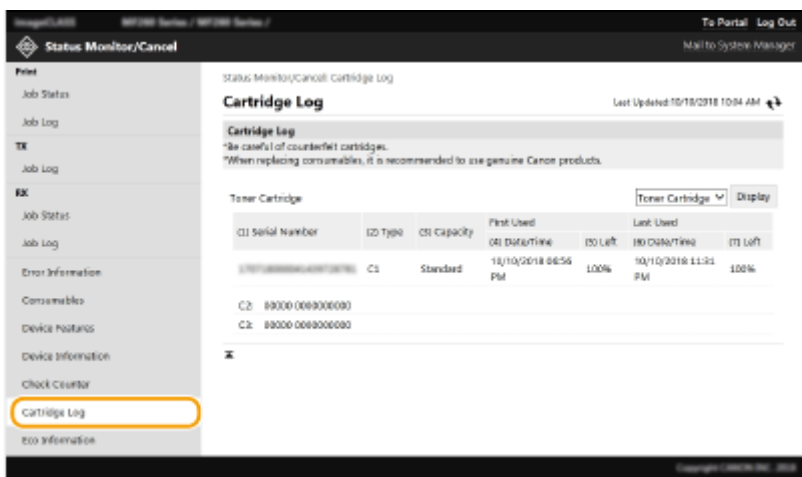 To Portal Log Out
Status Monitor/Cancel
Mail to System Manager
Print
Job Status
Job Log
TX
Job Log
RX
Job Status
Job Log
Error Information
Consumables
Device Features
Device Information
Check Counter
Cartridge Log
Eco Information
Status Monitor/Cancel: Cartridge Log
Cartridge Log
Last Updated:10/10/2018 10:04 AM
Cartridge Log
*Be careful of counterfeit cartridges.
*When replacing consumables, it is recommended to use genuine Canon products.
Toner Cartridge
Toner Cartridge
Display
First Used
Last Used
(1) Serial Number
(2) Type
(3) Capacity
(4) Date/Time
(5) Left
(6) Date/Time
(7) Left
C1
Standard
10/10/2018 08:56
PM
100%
10/10/2018 11:31
PM
100%
C2: 00000 0000000000
C2: 00000 0000000000